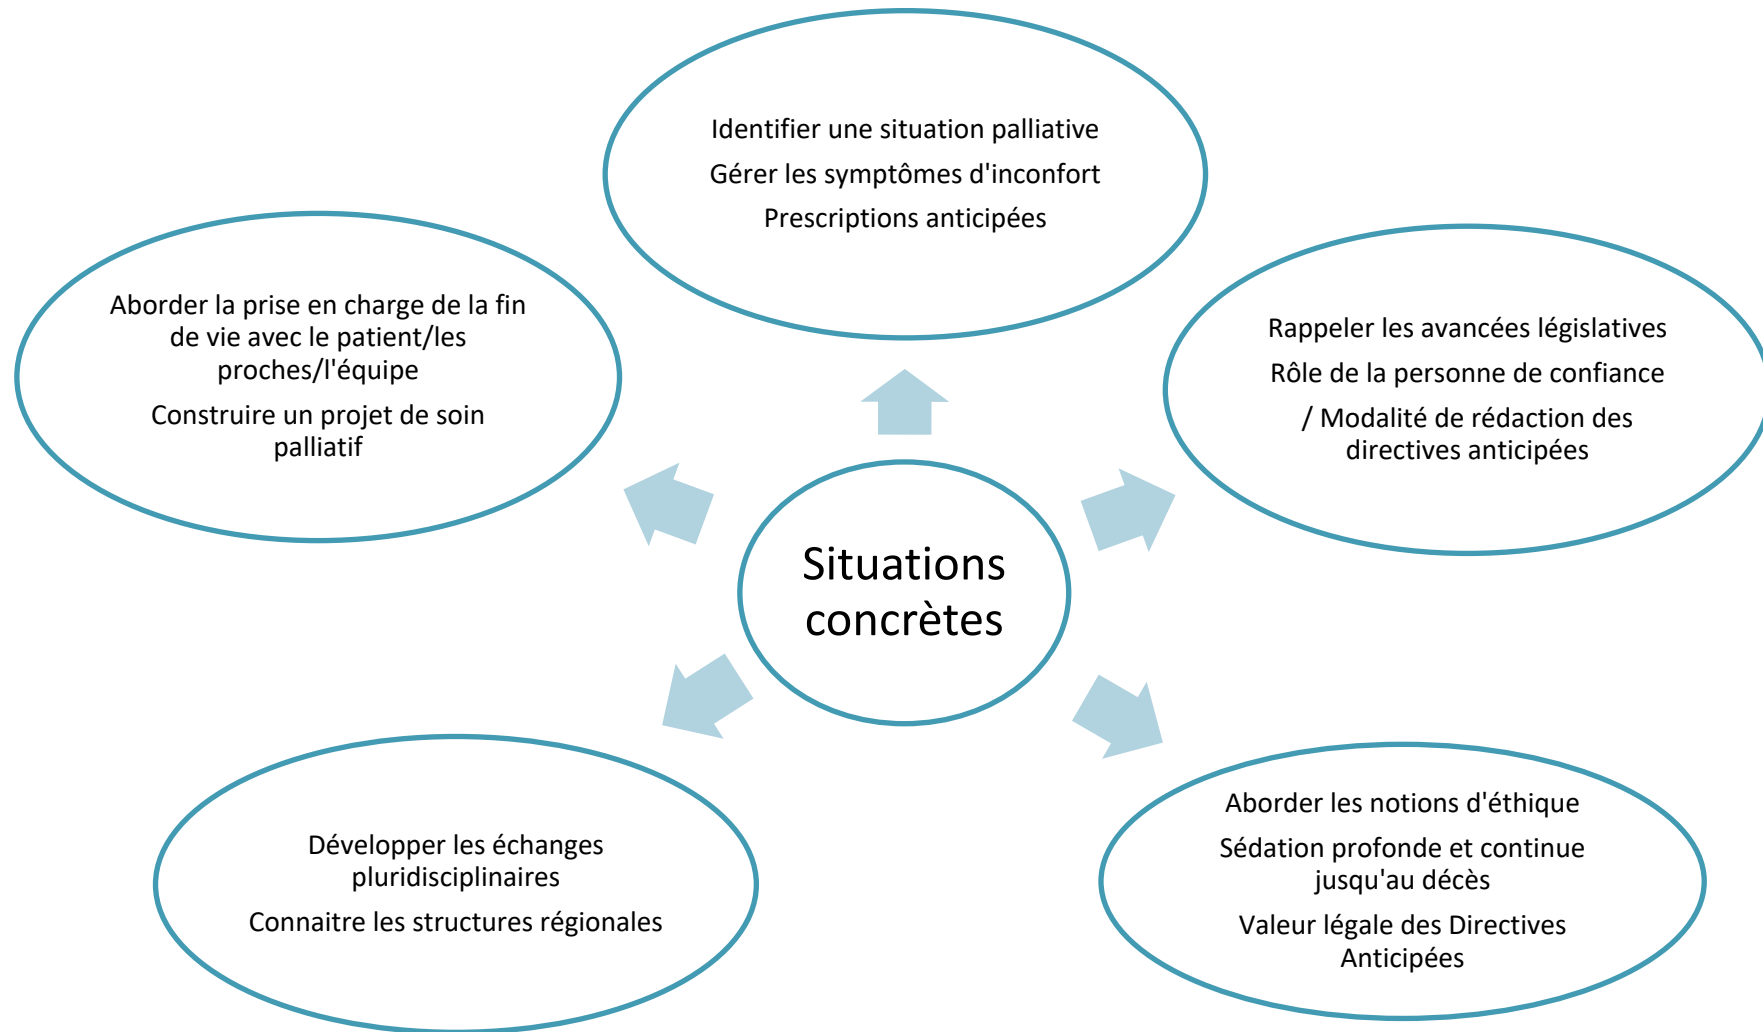 Identifier une situation palliative
Gérer les symptômes d'inconfort
Prescriptions anticipées
Aborder la prise en charge de la fin
de vie avec le patient/les
proches/l'équipe
Construire un projet de soin
palliatif
Rappeler les avancées législatives
Rôle de la personne de confiance
/ Modalité de rédaction des
directives anticipées
Situations
concrètes
Développer les échanges
pluridisciplinaires
Connaitre les structures régionales
Aborder les notions d'éthique
Sédation profonde et continue
jusqu'au décès
Valeur légale des Directives
Anticipées